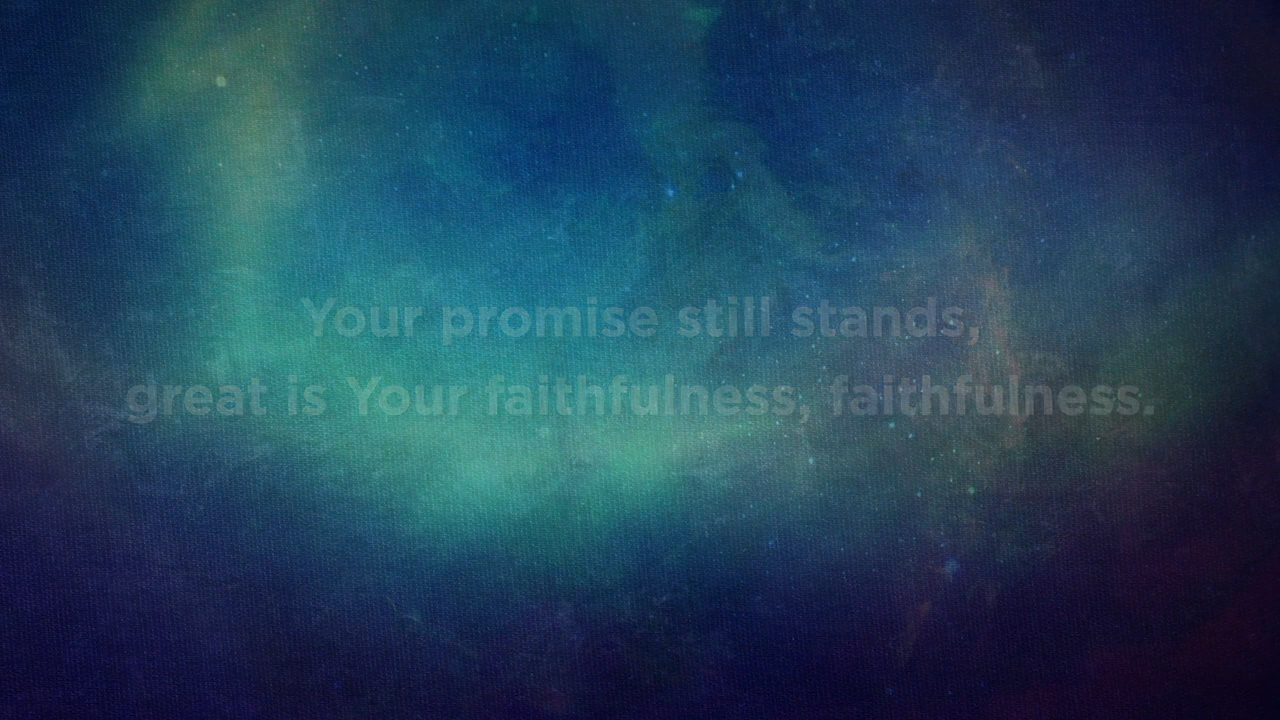 Your promise still stands,
great is Your faithfulness, faithfulness.